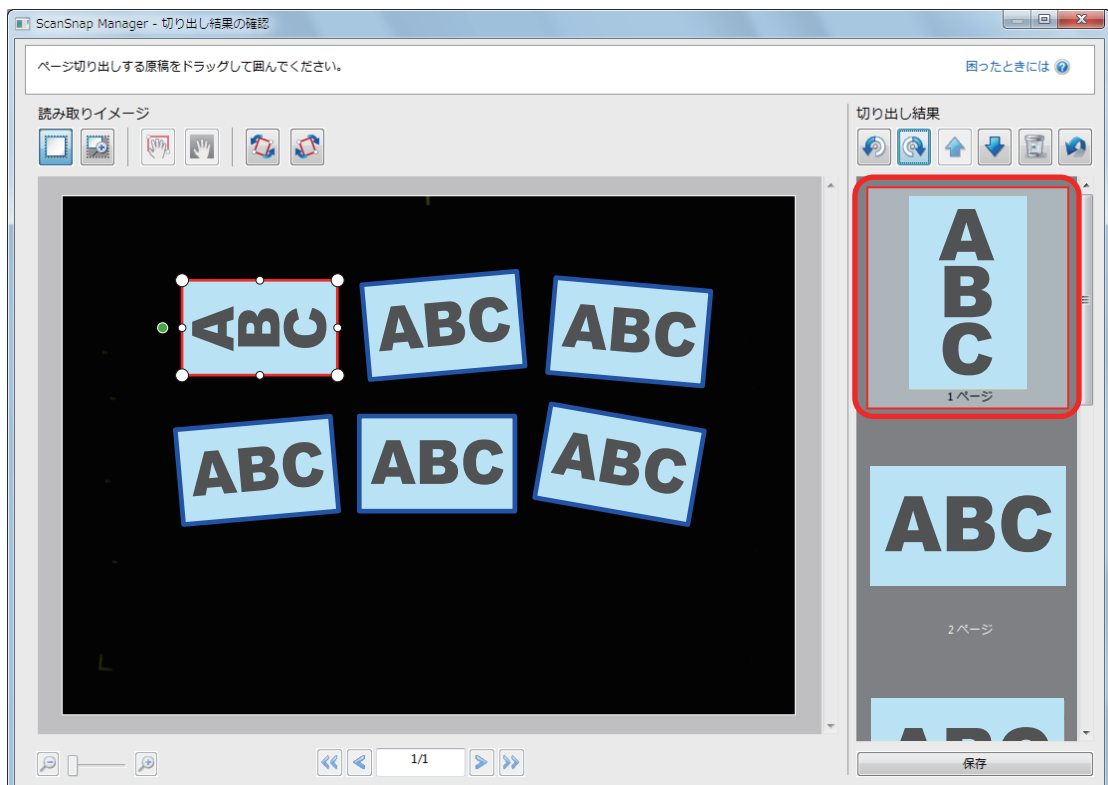 ScanSnap Manager - 切り出し結果の確認
ページ切り出しする原稿をドラッグして囲んでください。
困ったときには
読み取りイメージ
切り出し結果
ABC
ABC
ABC
ABC
ABC
ABC
A
B
C
1 ページ
ABC
2 ページ
ABC
1/1
保存